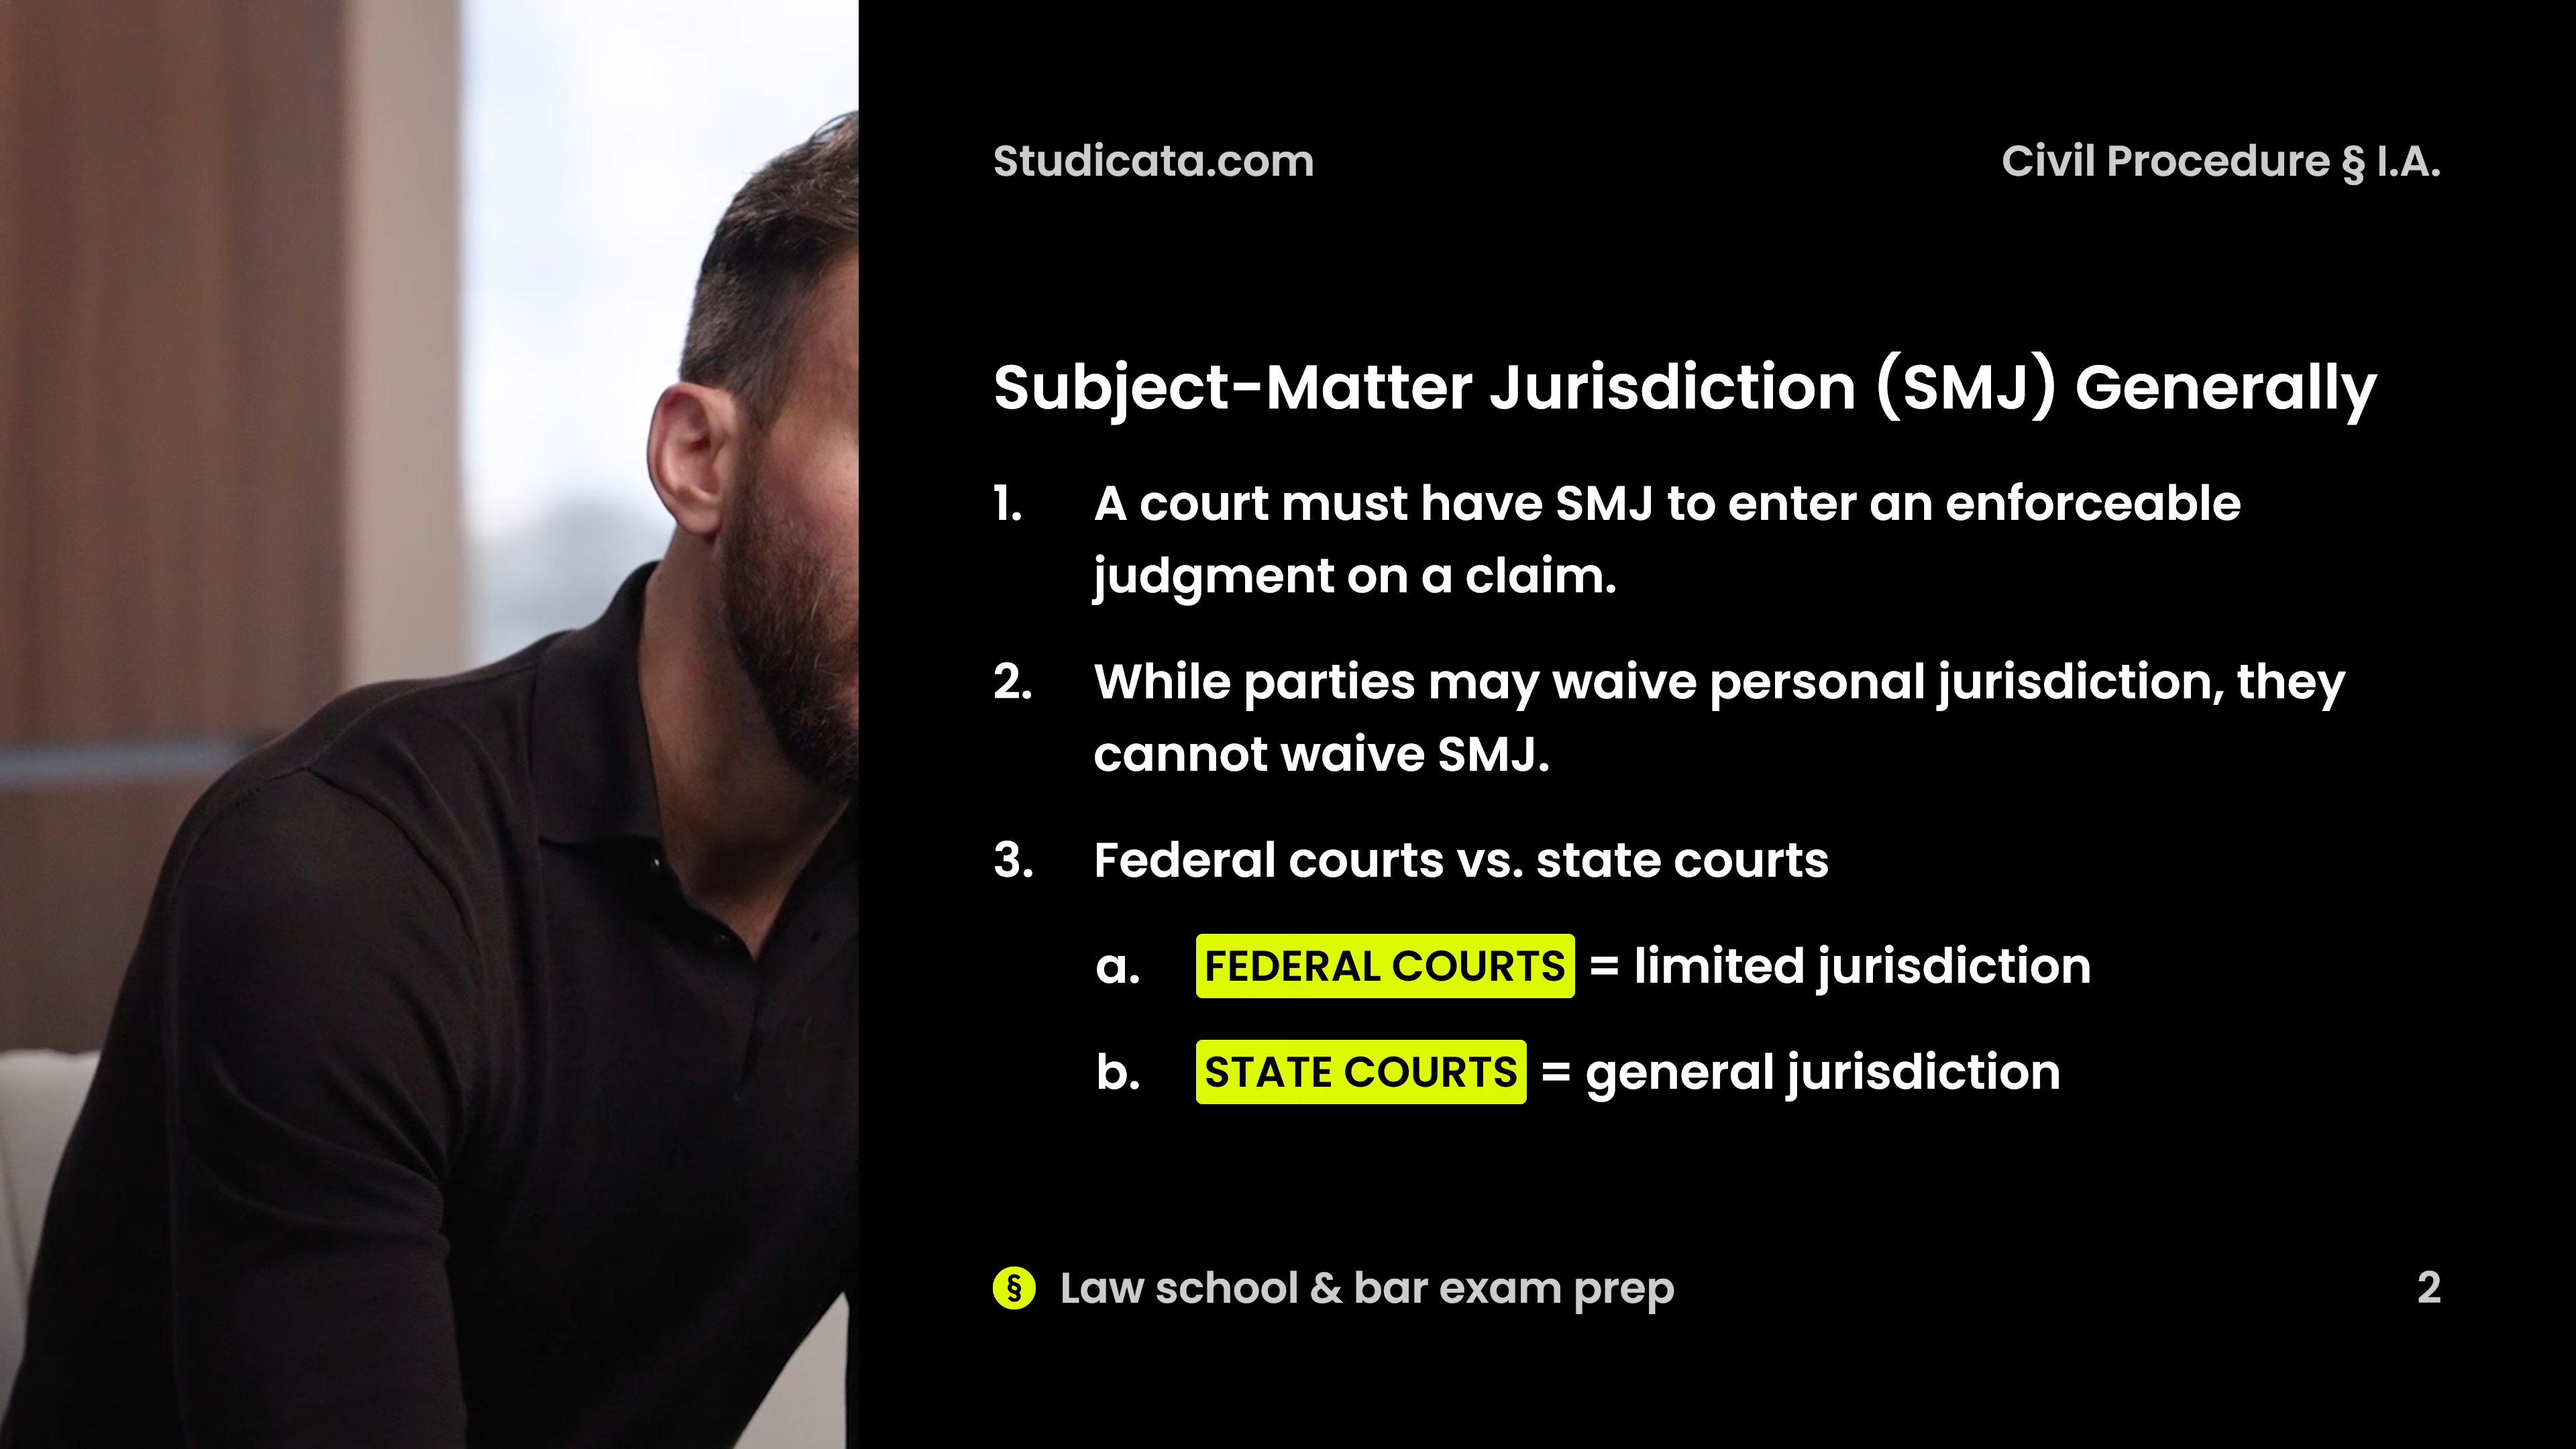 Studicata.com
Civil Procedure § I.A.
Subject-Matter Jurisdiction (SMJ) Generally
1. A court must have SMJ to enter an enforceable
judgment on a claim.
2. While parties may waive personal jurisdiction, they
cannot waive SMJ.
3. Federal courts vs. state courts
a. FEDERAL COURTS = limited jurisdiction
b. STATE COURTS = general jurisdiction
§ Law school & bar exam prep
2